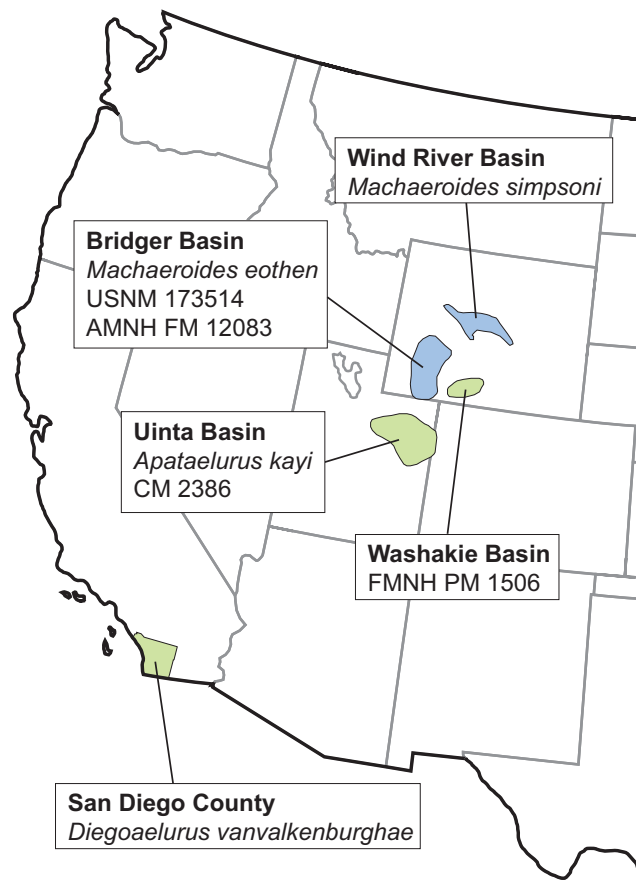 Wind River Basin
Machaeroides simpsoni
Bridger Basin
Machaeroides eothen
USNM 173514
AMNH FM 12083
Uinta Basin
Apataelurus kayi
CM 2386
Washakie Basin
FMNH PM 1506
San Diego County
Diegoaelurus vanvalkenburghae